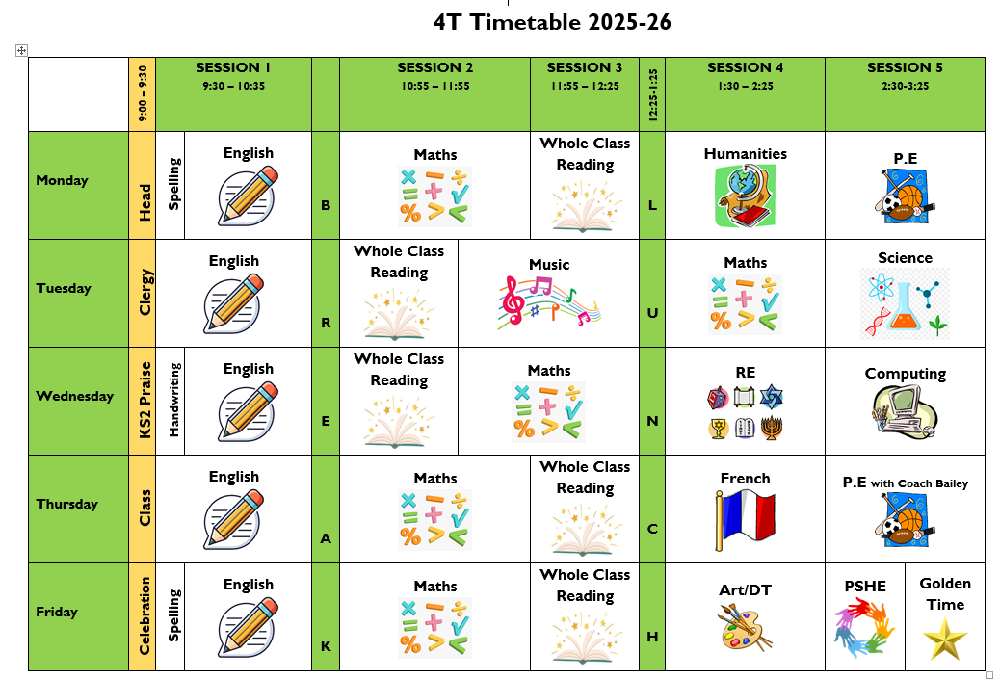 4T Timetable 2025-26
9:00 – 9:30
SESSION 1
9:30 – 10:35
SESSION 2
10:55 – 11:55
SESSION 3
11:55 – 12:25
12:25-1:25
SESSION 4
1:30 – 2:25
SESSION 5
2:30-3:25
Monday
Head
Spelling
English
B
Maths
Whole Class
Reading
L
Humanities
P.E
Tuesday
Clergy
English
R
Whole Class
Reading
Music
U
Maths
Science
Wednesday
KS2 Praise
Handwriting
English
E
Whole Class
Reading
Maths
N
RE
Computing
Thursday
Class
English
A
Maths
Whole Class
Reading
C
French
P.E with Coach Bailey
Friday
Celebration
Spelling
English
K
Maths
Whole Class
Reading
H
Art/DT
PSHE
Golden
Time